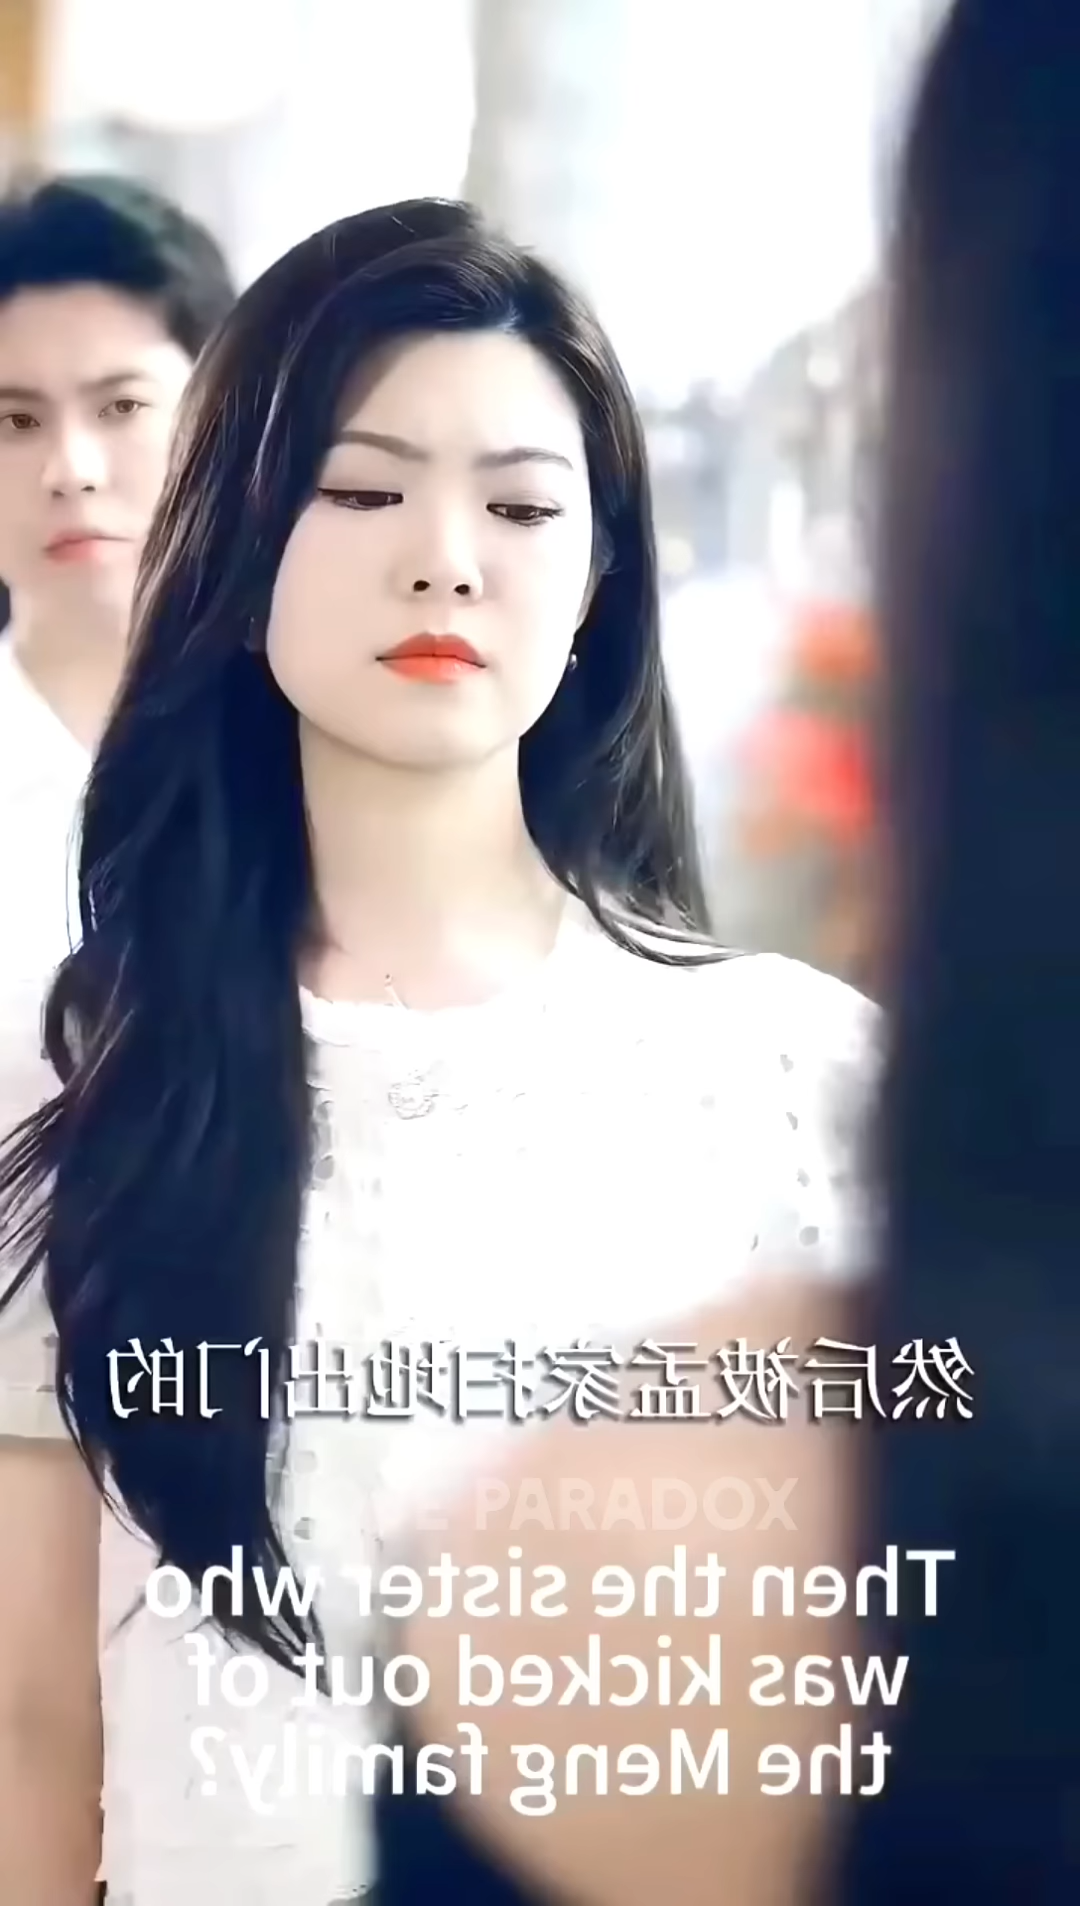 然后被孟家扫地出门的
PARADOX
Then the sister who
was kicked out of
the Meng family?